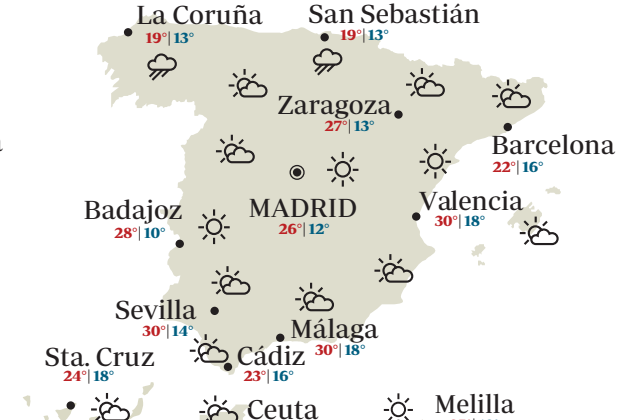 La Coruña
19°|13°
San Sebastián
19°|13°
Zaragoza
27°|13°
Barcelona
22°|16°
Badajoz
28°|10°
MADRID
26°|12°
Valencia
30°|18°
Sevilla
30°|14°
Málaga
30°|18°
Sta. Cruz
24°|18°
Cádiz
23°|16°
Ceuta
Melilla